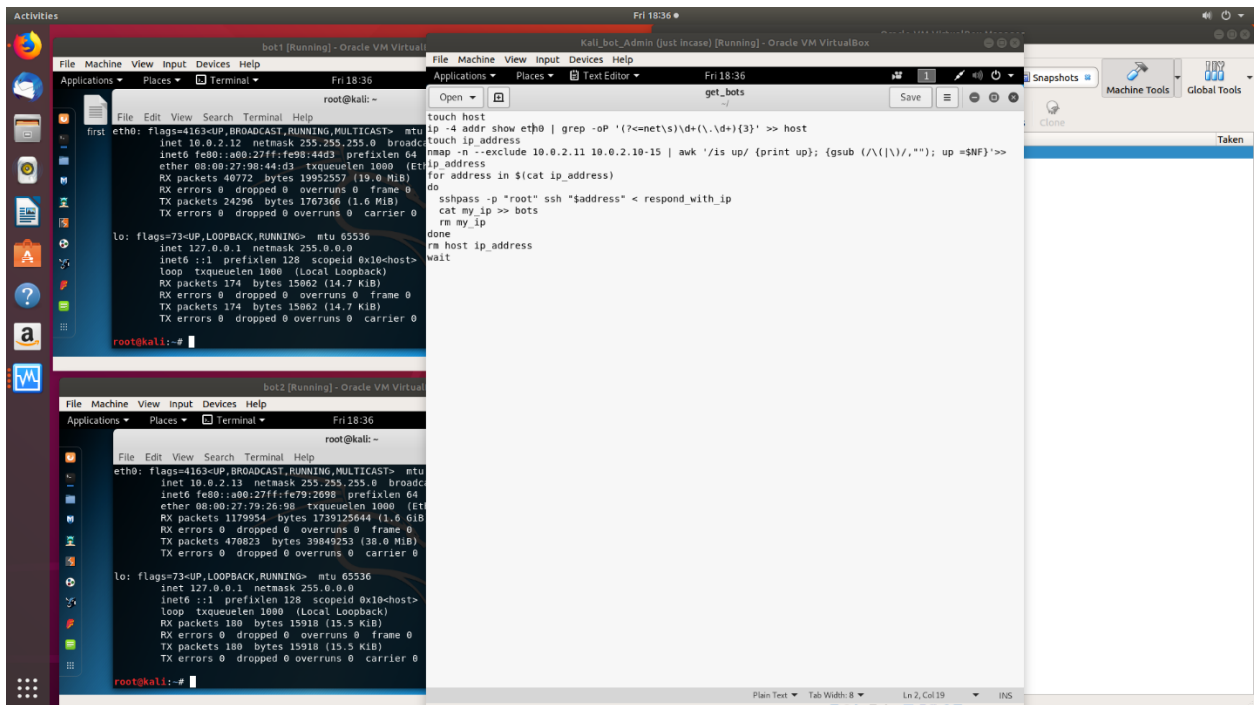 Activities
Fri 18:36
bot1 [Running] - Oracle VM Virtual
File Machine View Input Devices Help
Applications Places Terminal Fri 18:36
root@kali: ~
File Edit View Search Terminal Help
first
eth0: flags=4163<UP,BROADCAST,RUNNING,MULTICAST> mtu
inet 10.0.2.12 netmask 255.255.255.0 broadca
inet6 fe80::a00:27ff:fe98:44d3 prefixlen 64
ether 08:00:27:98:44:d3 txqueuelen 1000 (Et
RX packets 40772 bytes 19952557 (19.0 MiB)
RX errors 0 dropped 0 overruns 0 frame 0
TX packets 24296 bytes 1767366 (1.6 MiB)
TX errors 0 dropped 0 overruns 0 carrier 0
lo: flags=73<UP,LOOPBACK,RUNNING> mtu 65536
inet 127.0.0.1 netmask 255.0.0.0
inet6 ::1 prefixlen 128 scopeid 0x10<host>
loop txqueuelen 1000 (Local Loopback)
RX packets 174 bytes 15062 (14.7 KiB)
RX errors 0 dropped 0 overruns 0 frame 0
TX packets 174 bytes 15062 (14.7 KiB)
TX errors 0 dropped 0 overruns 0 carrier 0
root@kali:~#
bot2 [Running] - Oracle VM Virtual
File Machine View Input Devices Help
Applications Places Terminal Fri 18:36
root@kali: ~
File Edit View Search Terminal Help
eth0: flags=4163<UP,BROADCAST,RUNNING,MULTICAST> mtu
inet 10.0.2.13 netmask 255.255.255.0 broadca
inet6 fe80::a00:27ff:fe79:2698 prefixlen 64
ether 08:00:27:79:26:98 txqueuelen 1000 (Et
RX packets 1179954 bytes 1739125644 (1.6 GiB
RX errors 0 dropped 0 overruns 0 frame 0
TX packets 470823 bytes 39849253 (38.0 MiB)
TX errors 0 dropped 0 overruns 0 carrier 0
lo: flags=73<UP,LOOPBACK,RUNNING> mtu 65536
inet 127.0.0.1 netmask 255.0.0.0
inet6 ::1 prefixlen 128 scopeid 0x10<host>
loop txqueuelen 1000 (Local Loopback)
RX packets 180 bytes 15918 (15.5 KiB)
RX errors 0 dropped 0 overruns 0 frame 0
TX packets 180 bytes 15918 (15.5 KiB)
TX errors 0 dropped 0 overruns 0 carrier 0
root@kali:~#
Kali_bot_Admin (just incase) [Running] - Oracle VM VirtualBox
File Machine View Input Devices Help
Applications Places Text Editor Fri 18:36 1
Open get_bots Save
~/
touch host
ip -4 addr show eth0 | grep -oP '(?<=net\s)\d+(\.\d+){3}' >> host
touch ip_address
nmap -n --exclude 10.0.2.11 10.0.2.10-15 | awk '/is up/ {print up}; {gsub (/\(|\)/,""); up =$NF}'>>
ip_address
for address in $(cat ip_address)
do
sshpass -p "root" ssh "$address" < respond_with_ip
cat my_ip >> bots
rm my_ip
done
rm host ip_address
wait
Plain Text Tab Width: 8 Ln 2, Col 19 INS
Snapshots
Machine Tools
Global Tools
Clone
Taken